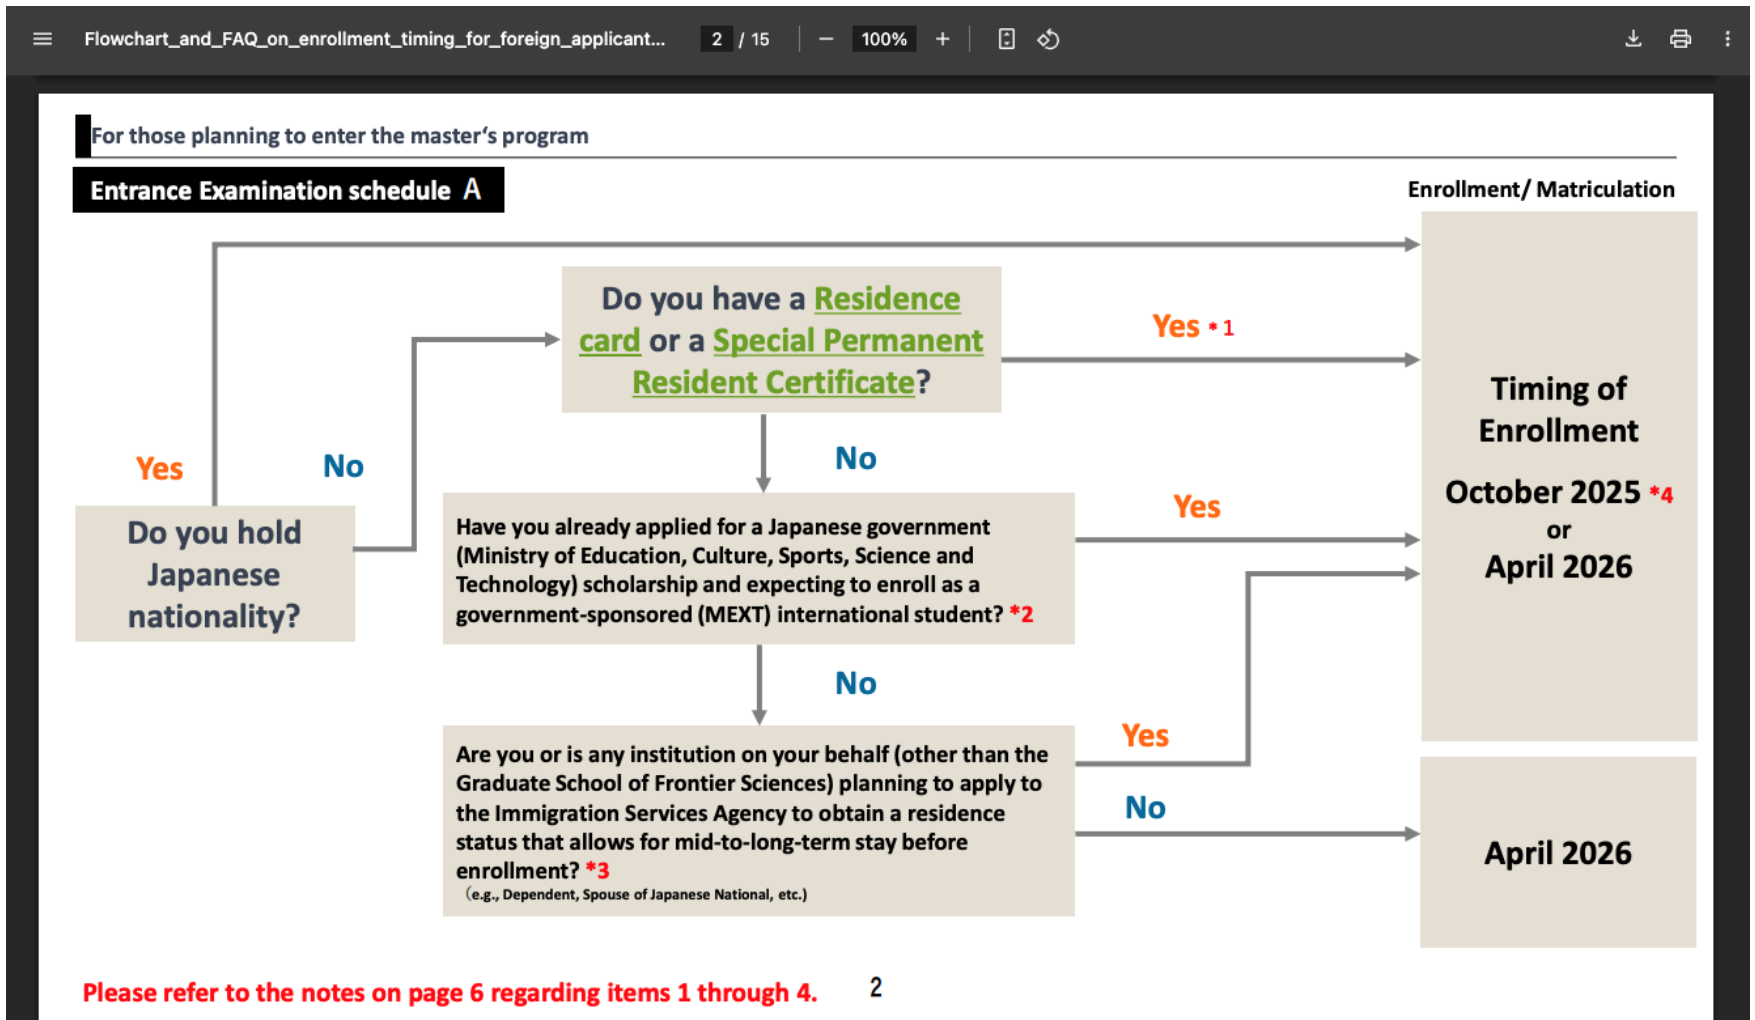 Flowchart_and_FAQ_on_enrollment_timing_for_foreign_applicant...
2 / 15
100%
For those planning to enter the master‘s program
Entrance Examination schedule A
Enrollment/ Matriculation
Do you have a Residence
card or a Special Permanent
Resident Certificate?
Yes *1
Timing of
Enrollment
October 2025 *4
or
April 2026
Yes
No
No
Do you hold
Japanese
nationality?
Have you already applied for a Japanese government
(Ministry of Education, Culture, Sports, Science and
Technology) scholarship and expecting to enroll as a
government-sponsored (MEXT) international student? *2
Yes
No
Are you or is any institution on your behalf (other than the
Graduate School of Frontier Sciences) planning to apply to
the Immigration Services Agency to obtain a residence
status that allows for mid-to-long-term stay before
enrollment? *3
（e.g., Dependent, Spouse of Japanese National, etc.)
Yes
No
April 2026
Please refer to the notes on page 6 regarding items 1 through 4.
2